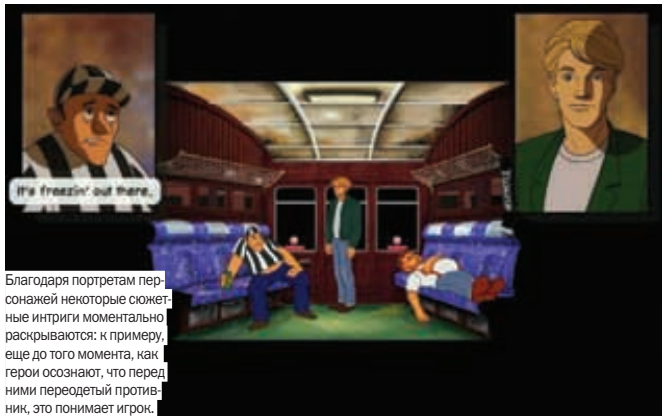 It's freezin' out there.
Благодаря портретам пер-
сонажей некоторые сюжет-
ные интриги моментально
раскрываются: к примеру,
еще до того момента, как
герои осознают, что перед
ними переодетый против-
ник, это понимает игрок.